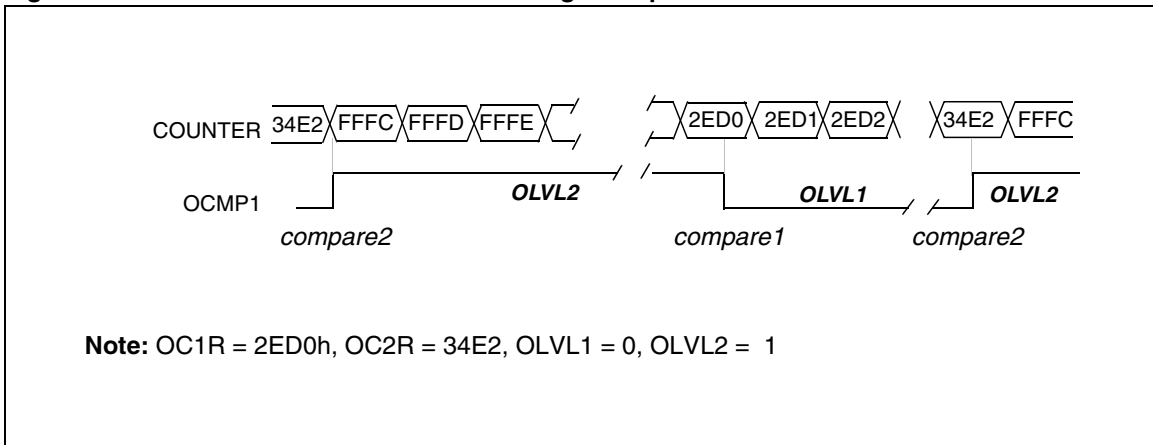 COUNTER 34E2 FFFC FFFD FFFE 2ED0 2ED1 2ED2 34E2 FFFC
OCMP1 OLVL2 OLVL1 OLVL2
compare2 compare1 compare2
Note: OC1R = 2ED0h, OC2R = 34E2, OLVL1 = 0, OLVL2 = 1